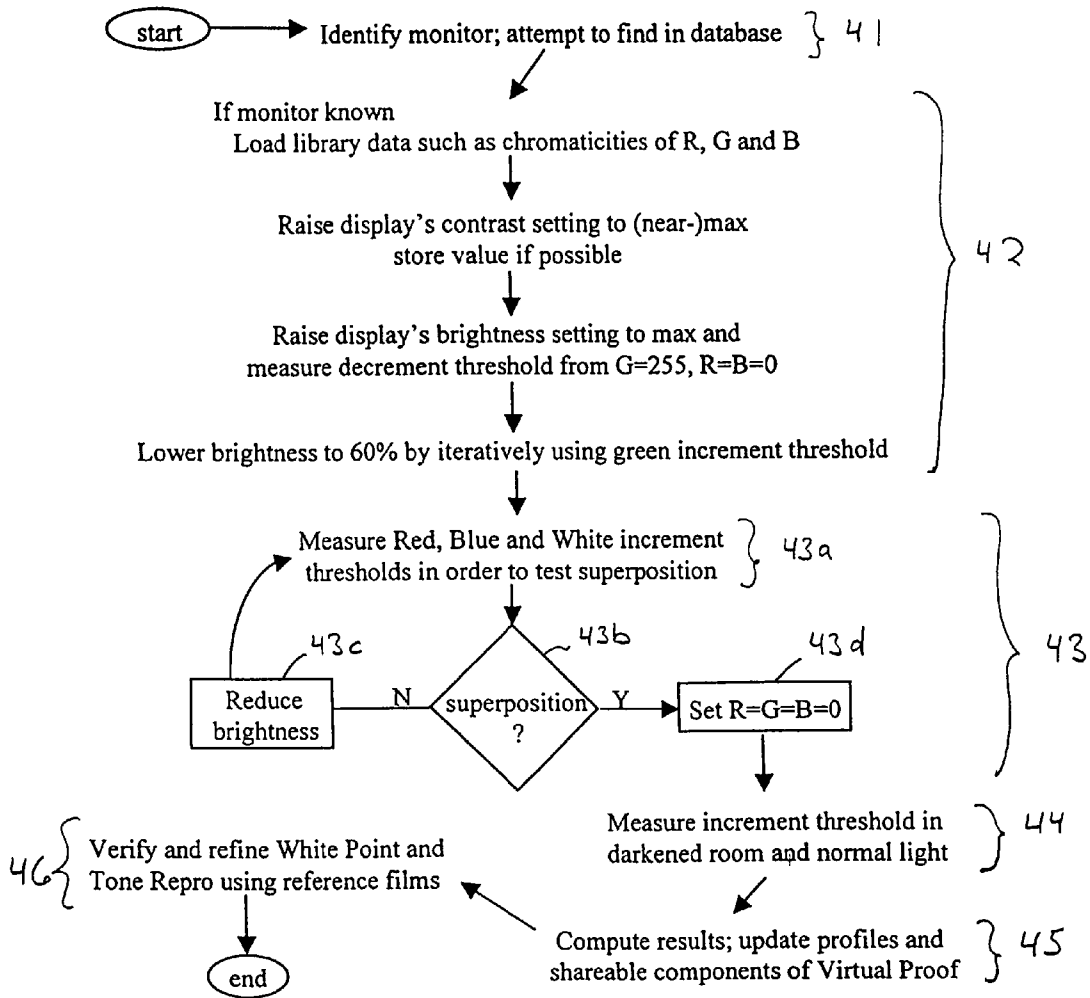 start
Identify monitor; attempt to find in database
41
If monitor known
Load library data such as chromaticities of R, G and B
Raise display's contrast setting to (near-)max
store value if possible
42
Raise display's brightness setting to max and
measure decrement threshold from G=255, R=B=0
Lower brightness to 60% by iteratively using green increment threshold
Measure Red, Blue and White increment
thresholds in order to test superposition
43a
43c
43b
43d
43
Reduce
brightness
N
superposition
?
Y
Set R=G=B=0
Measure increment threshold in
darkened room and normal light
44
46
Verify and refine White Point and
Tone Repro using reference films
Compute results; update profiles and
shareable components of Virtual Proof
45
end